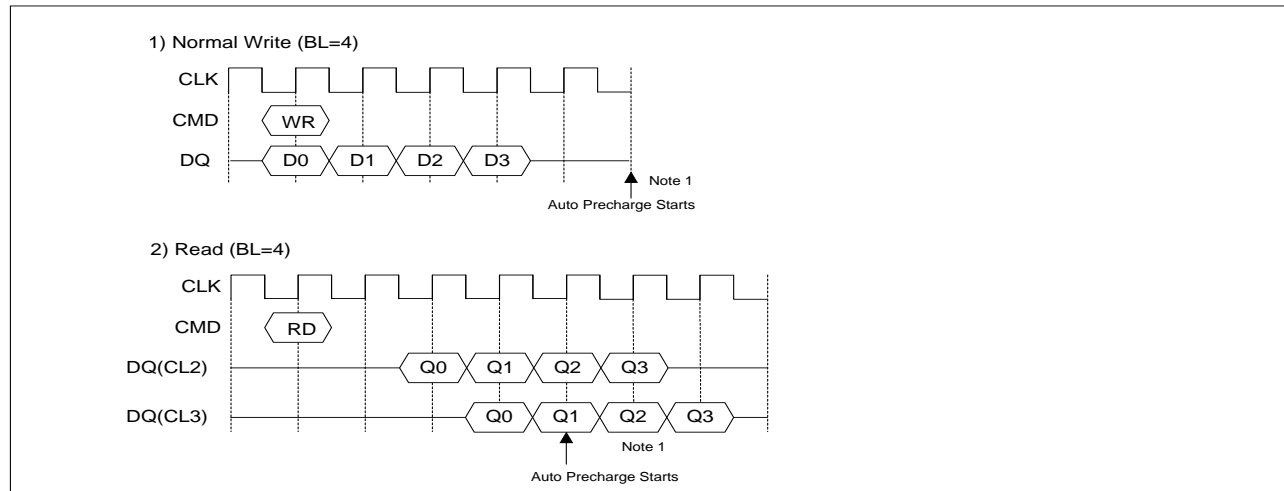 1) Normal Write (BL=4)
CLK
CMD WR
DQ D0 D1 D2 D3
Note 1
Auto Precharge Starts
2) Read (BL=4)
CLK
CMD RD
DQ(CL2) Q0 Q1 Q2 Q3
DQ(CL3) Q0 Q1 Q2 Q3
Note 1
Auto Precharge Starts